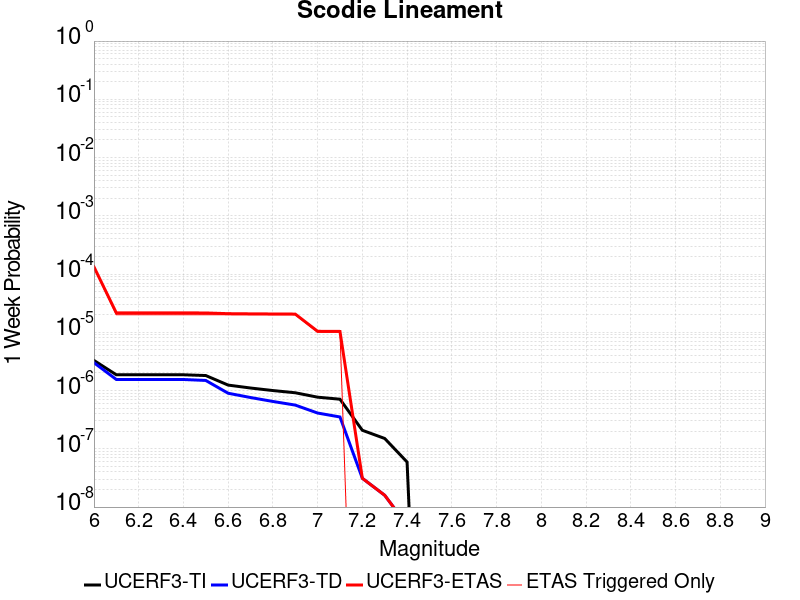 Scodie Lineament
1 Week Probability
10^0
10^-1
10^-2
10^-3
10^-4
10^-5
10^-6
10^-7
10^-8
6 6.2 6.4 6.6 6.8 7 7.2 7.4 7.6 7.8 8 8.2 8.4 8.6 8.8 9
Magnitude
UCERF3-TI UCERF3-TD UCERF3-ETAS ETAS Triggered Only